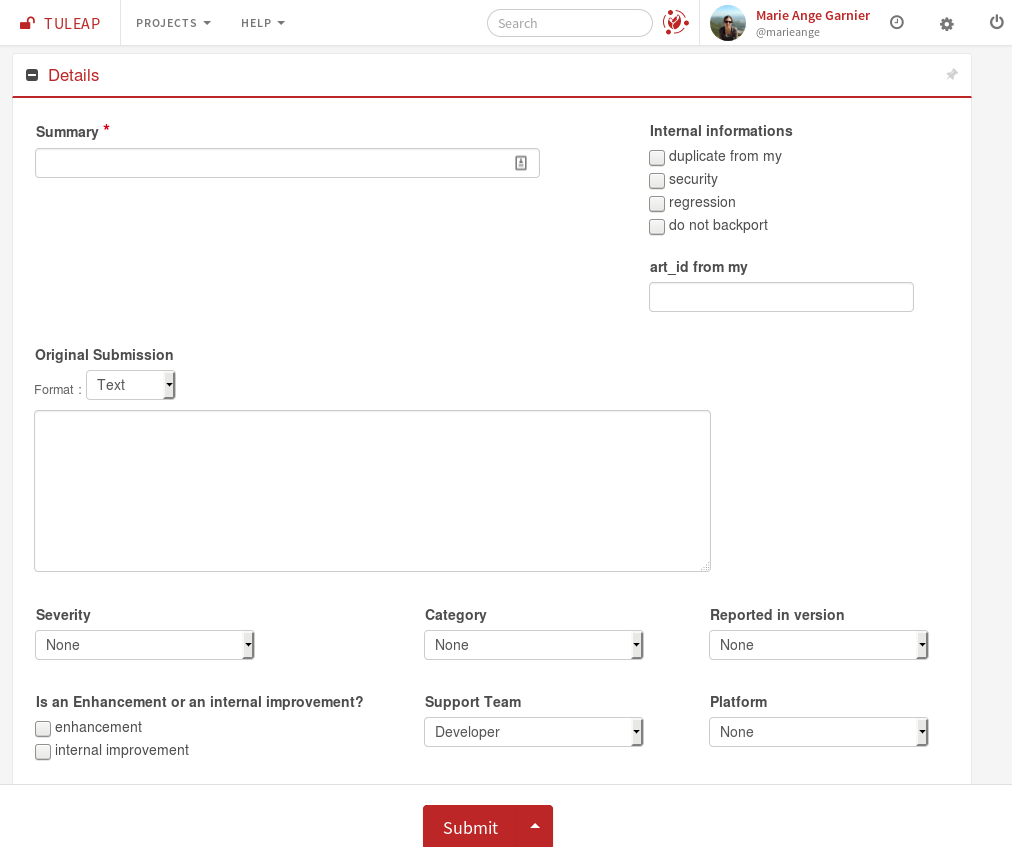 TULEAP
PROJECTS
HELP
Search
Marie Ange Garnier
@marieange
Details
Summary *
Internal informations
duplicate from my
security
regression
do not backport
art_id from my
Original Submission
Format :
Text
Severity
Category
Reported in version
None
None
None
Is an Enhancement or an internal improvement?
Support Team
Platform
enhancement
Developer
None
internal improvement
Submit